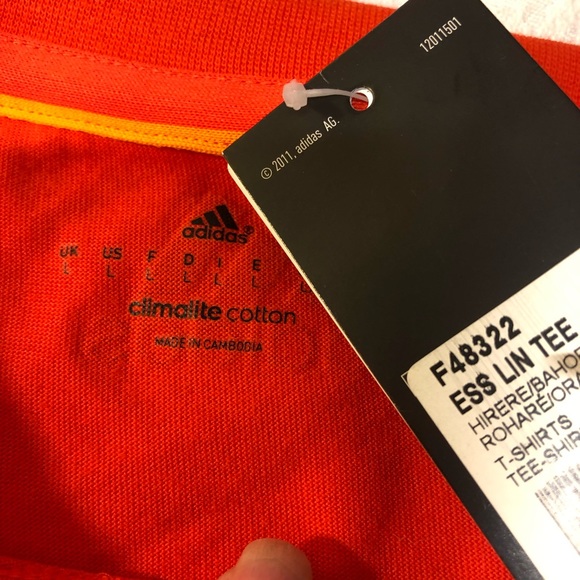 12011501
© 2011, adidas AG.
adidas®
UK US F D I E
L L L L L L L
climalite cotton
MADE IN CAMBODIA
F48322
ESS LIN TEE
HIRERE/BAHOR
ROHARE/ORA
T-SHIRTS
TEE-SHIR